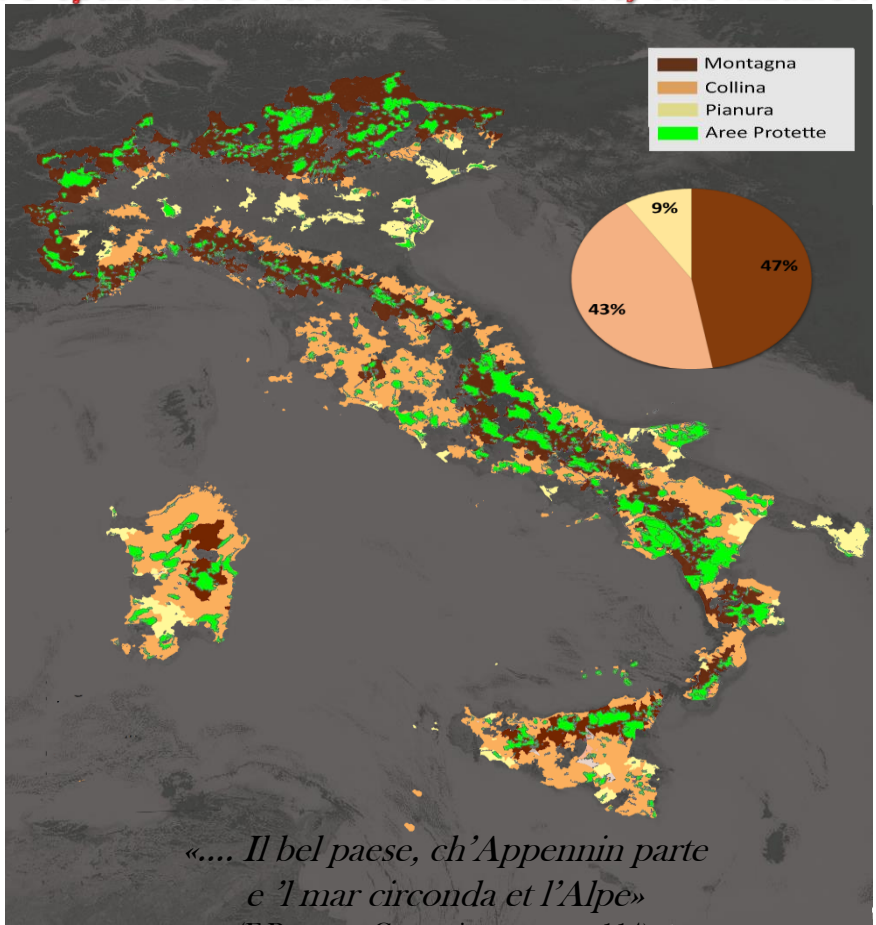 Montagna
Collina
Pianura
Aree Protette
9%
47%
43%
«.... Il bel paese, ch’Appennin parte
e ’l mar circonda et l’Alpe»